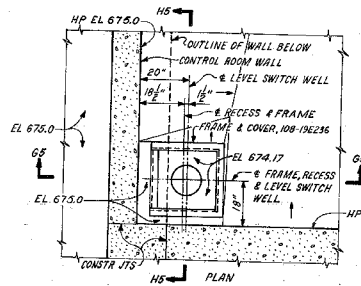 H5
HP EL 675.0
OUTLINE OF WALL BELOW
CONTROL ROOM WALL
20"
℄ LEVEL SWITCH WELL
18½"
1½"
℄ RECESS & FRAME
FRAME & COVER, 108-19E236
EL 675.0
EL 674.17
G5
G5
℄ FRAME, RECESS
& LEVEL SWITCH
WELL
EL 675.0
18"
HP
CONSTR JTS
H5
PLAN